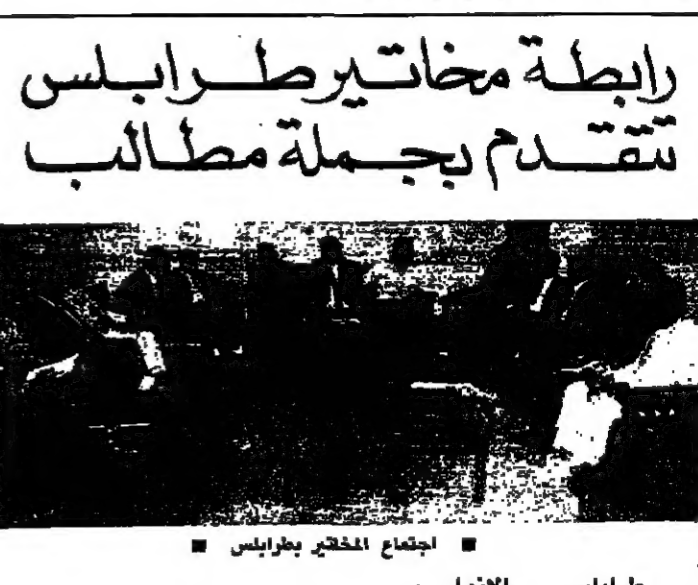 رابطة مخاتير طرابلس
تتقدم بجملة مطالب
■ اجتماع المخاتير بطرابلس ■